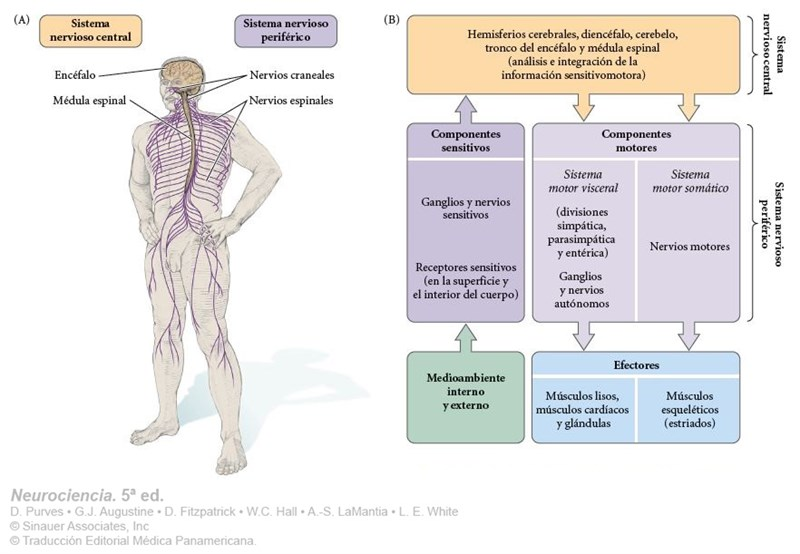 (A)
Sistema
nervioso central
Sistema nervioso
periférico
Encéfalo
Médula espinal
Nervios craneales
Nervios espinales
(B)
Hemisferios cerebrales, diencéfalo, cerebelo,
tronco del encéfalo y médula espinal
(análisis e integración de la
información sensitivomotora)
Sistema
nervioso central
Componentes
sensitivos
Ganglios y nervios
sensitivos
Receptores sensitivos
(en la superficie y
el interior del cuerpo)
Componentes
motores
Sistema
motor visceral
(divisiones
simpática,
parasimpática
y entérica)
Ganglios
y nervios
autónomos
Sistema
motor somático
Nervios motores
Sistema nervioso
periférico
Medioambiente
interno
y externo
Efectores
Músculos lisos,
músculos cardíacos
y glándulas
Músculos
esqueléticos
(estriados)
Neurociencia. 5ª ed.
D. Purves • G.J. Augustine • D. Fitzpatrick • W.C. Hall • A.-S. LaMantia • L. E. White
© Sinauer Associates, Inc
© Traducción Editorial Médica Panamericana.